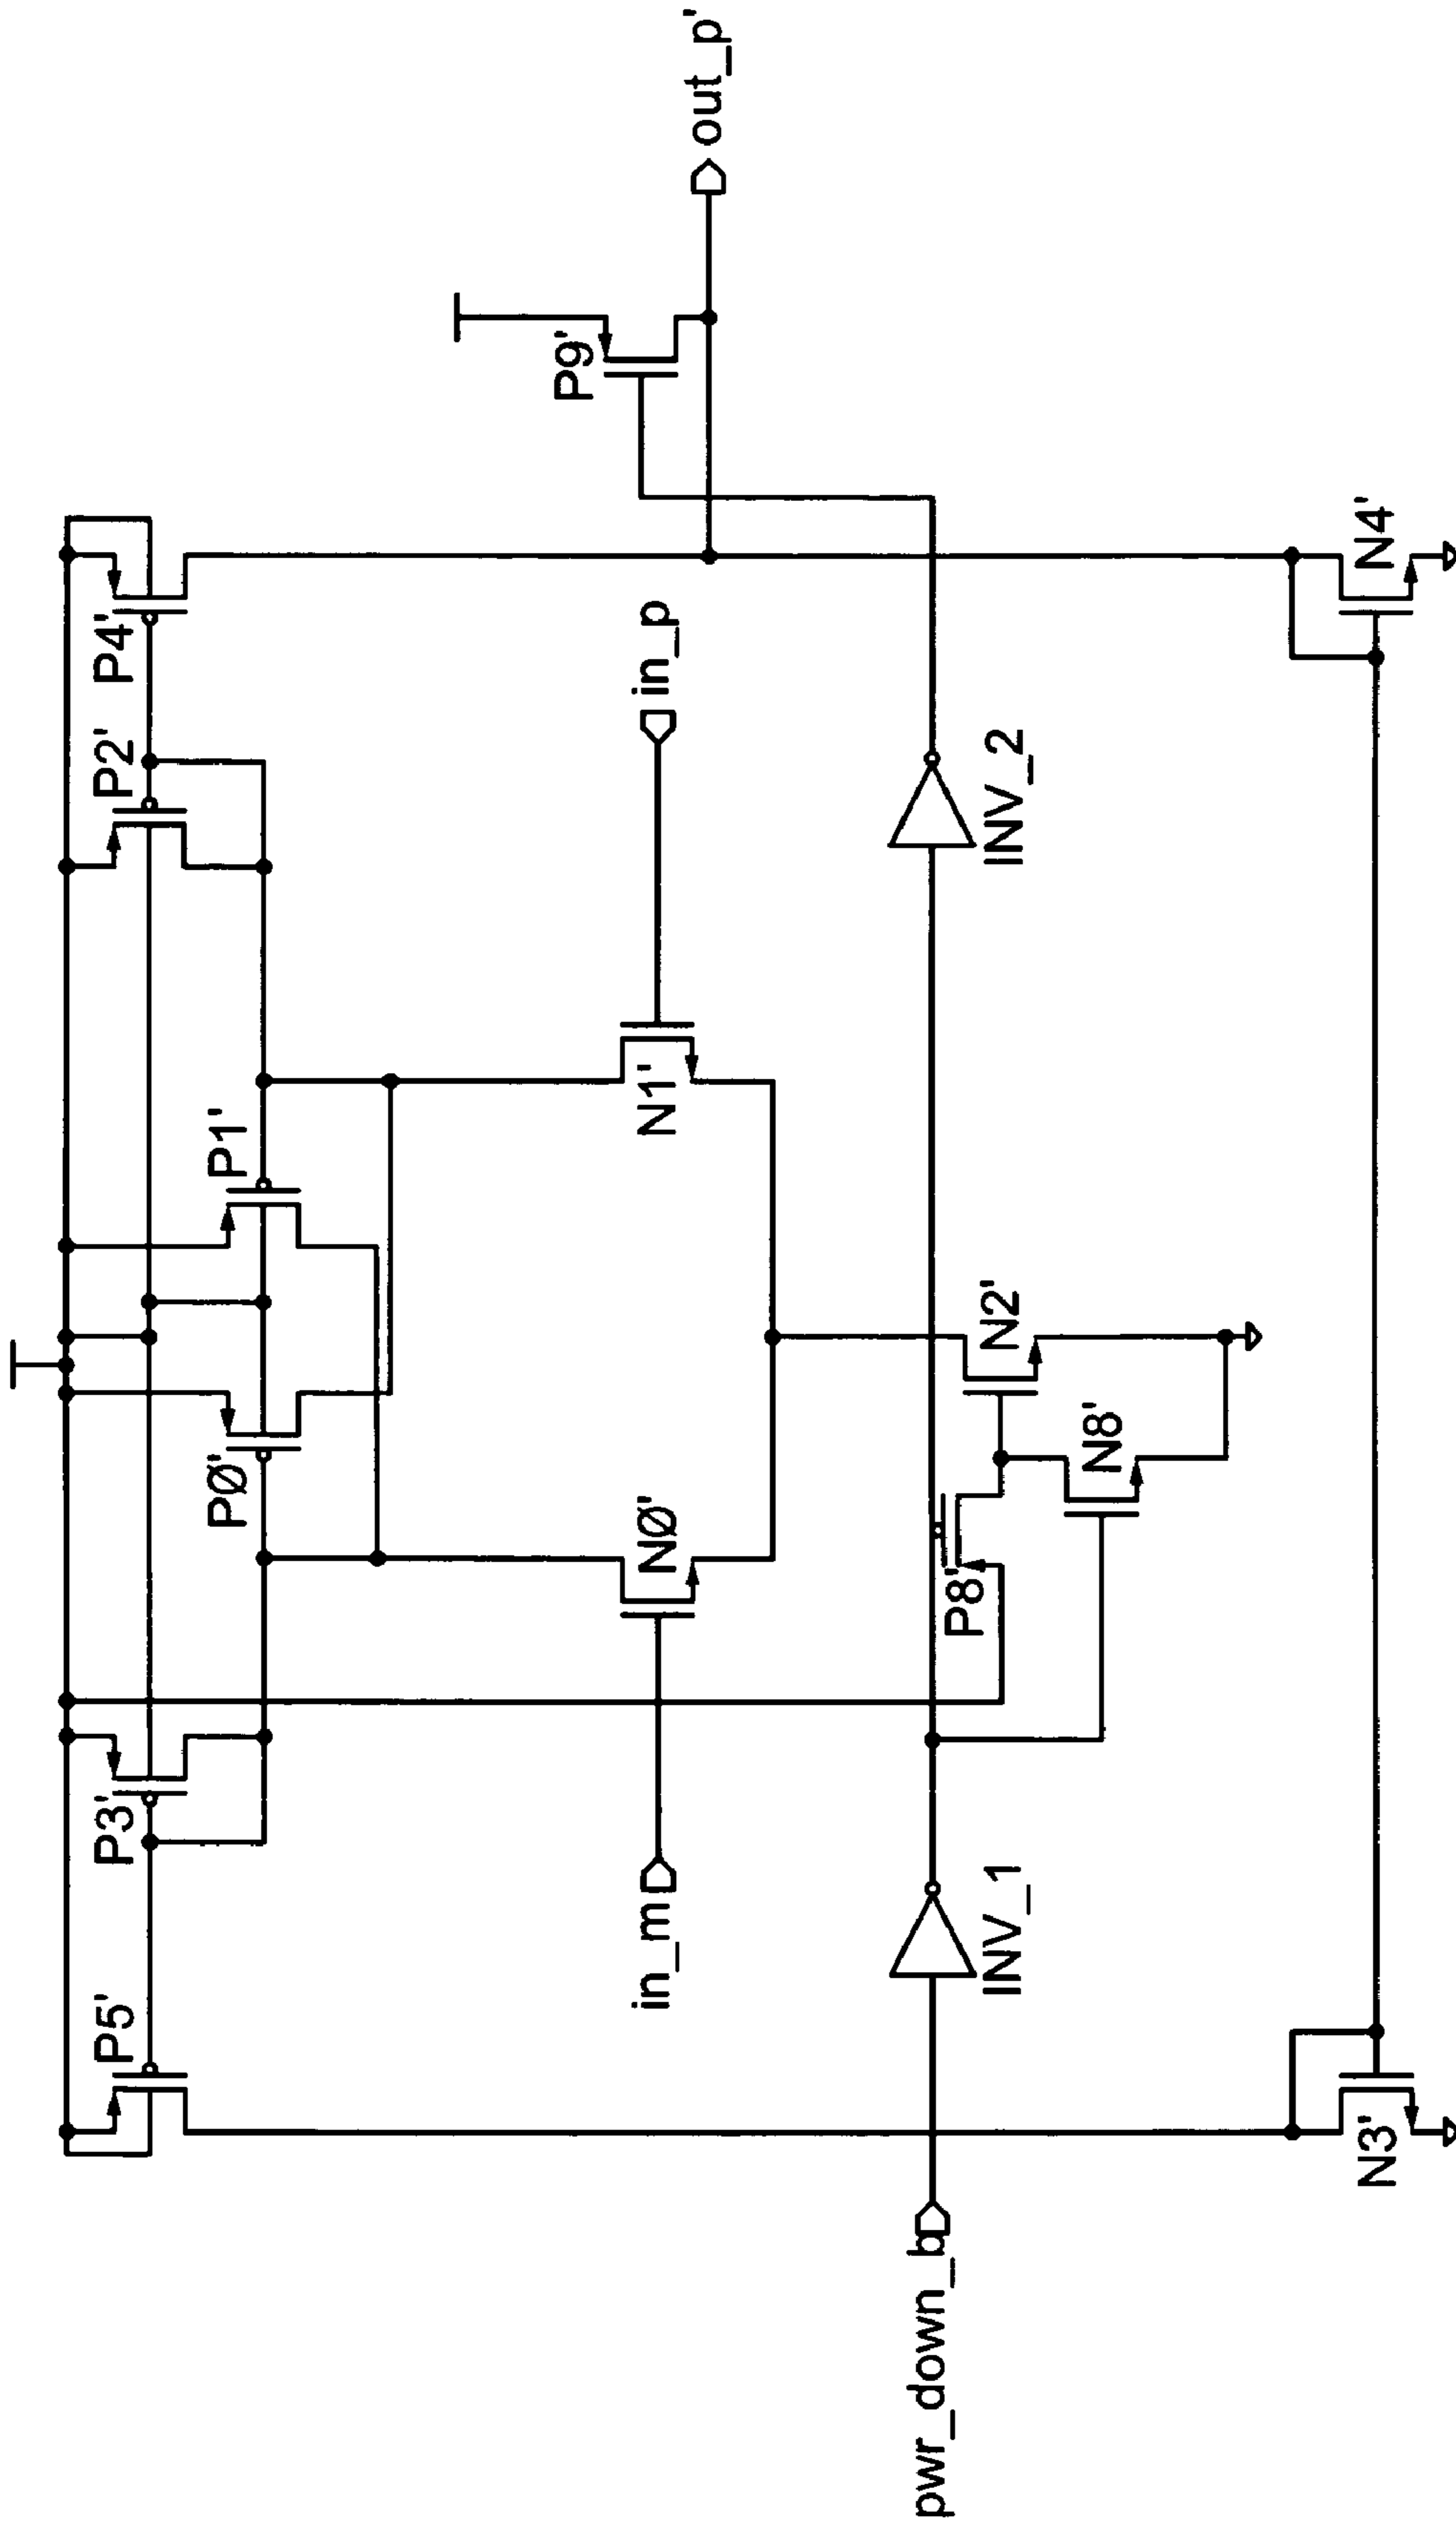 P5'
P3'
P2'
P4'
PØ'
P1'
P9'
in_m
NØ'
N1'
in_p
out_p'
pwr_down_b
INV_1
P8'
N8'
N2'
INV_2
N3'
N4'